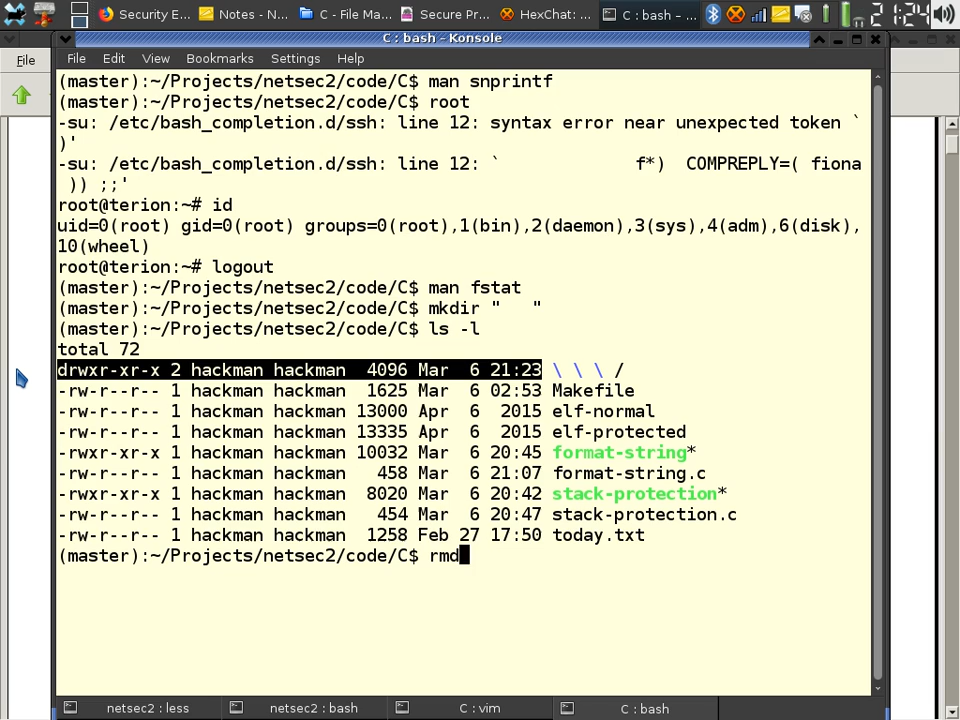 Security E...
Notes - N...
C - File Ma...
Secure Pr...
HexChat: ...
C : bash – ...
21:24
C : bash – Konsole
File
File Edit View Bookmarks Settings Help
(master):~/Projects/netsec2/code/C$ man snprintf
(master):~/Projects/netsec2/code/C$ root
-su: /etc/bash_completion.d/ssh: line 12: syntax error near unexpected token `
)'
-su: /etc/bash_completion.d/ssh: line 12: `             f*)  COMPREPLY=( fiona
 )) ;;'
root@terion:~# id
uid=0(root) gid=0(root) groups=0(root),1(bin),2(daemon),3(sys),4(adm),6(disk),
10(wheel)
root@terion:~# logout
(master):~/Projects/netsec2/code/C$ man fstat
(master):~/Projects/netsec2/code/C$ mkdir "   "
(master):~/Projects/netsec2/code/C$ ls -l
total 72
drwxr-xr-x 2 hackman hackman  4096 Mar  6 21:23 \ \ \ /
-rw-r--r-- 1 hackman hackman  1625 Mar  6 02:53 Makefile
-rw-r--r-- 1 hackman hackman 13000 Apr  6  2015 elf-normal
-rw-r--r-- 1 hackman hackman 13335 Apr  6  2015 elf-protected
-rwxr-xr-x 1 hackman hackman 10032 Mar  6 20:45 format-string*
-rw-r--r-- 1 hackman hackman   458 Mar  6 21:07 format-string.c
-rwxr-xr-x 1 hackman hackman  8020 Mar  6 20:42 stack-protection*
-rw-r--r-- 1 hackman hackman   454 Mar  6 20:47 stack-protection.c
-rw-r--r-- 1 hackman hackman  1258 Feb 27 17:50 today.txt
(master):~/Projects/netsec2/code/C$ rmd
netsec2 : less
netsec2 : bash
C : vim
C : bash